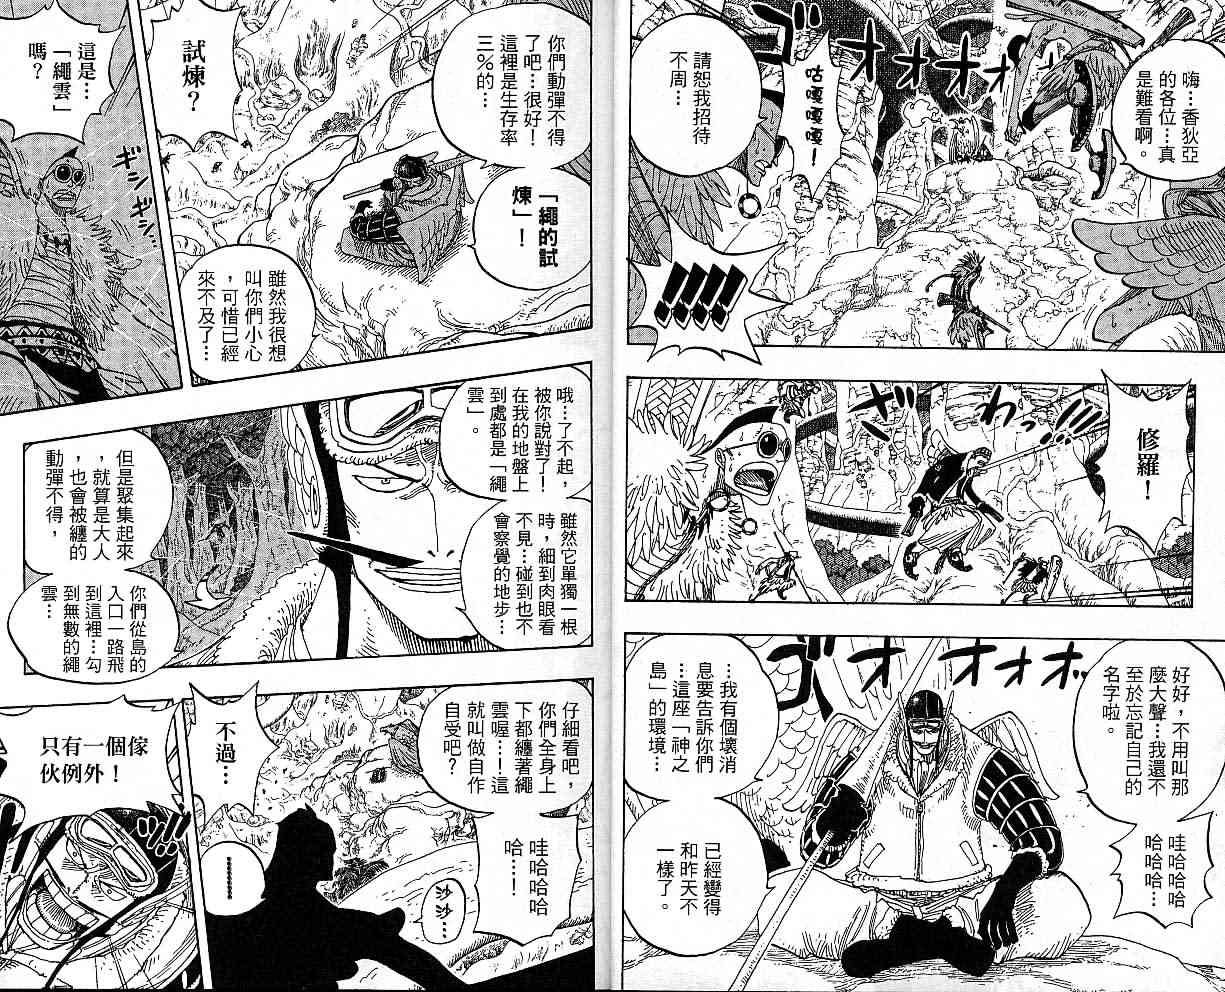 嗨…香狄亞
的各位…真
是難看啊。
オオオオ
咕嘎嘎嘎！
請恕我招待
不周…
!!!!
修羅！
わっ!!!
好好，不用叫那
麼大聲…我還不
至於忘記自己的
名字啦。
哇哈哈哈
哈哈哈…
オオオオ
…我有個壞消
息要告訴你們
…這座「神之
島」的環境…
已經變得
和昨天不
一樣了。
你們動彈不得
了吧…很好！
這裡是生存率
三%的…
「繩的試
煉」！
試煉？
雖然我很想
叫你們小心
，可惜已經
來不及了…
這是…
「繩雲」
嗎？
ギシ
ギシ
哦…了不起，
被你說對了！
在我的地盤上
到處都是「繩
雲」。
雖然它單獨一根
時，細到肉眼看
不見…碰到也不
會察覺的地步…
但是聚集起來
，就算是大人
，也會被纏的
動彈不得，
你們從島的
入口一路飛
到這裡…勾
到無數的繩
雲…
仔細看吧，
你們全身上
下都纏著繩
雲喔…！這
就叫做自作
自受吧？
哇哈哈哈
哈…！
不過…
…………
只有一個傢
伙例外！